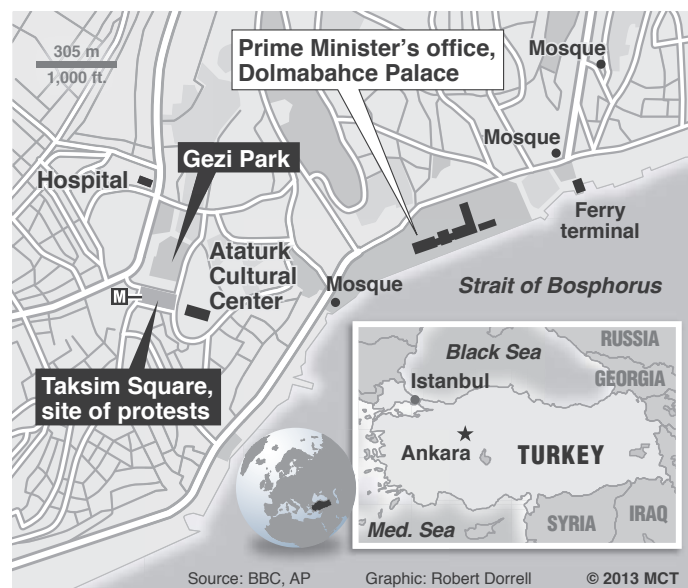 305 m
1,000 ft.
Prime Minister's office,
Dolmabahce Palace
Mosque
Mosque
Gezi Park
Hospital
Ferry
terminal
Ataturk
Cultural
Center
Mosque
Strait of Bosphorus
M
Taksim Square,
site of protests
Black Sea
RUSSIA
GEORGIA
Istanbul
Ankara
TURKEY
Med. Sea
SYRIA
IRAQ
Source: BBC, AP
Graphic: Robert Dorrell
© 2013 MCT